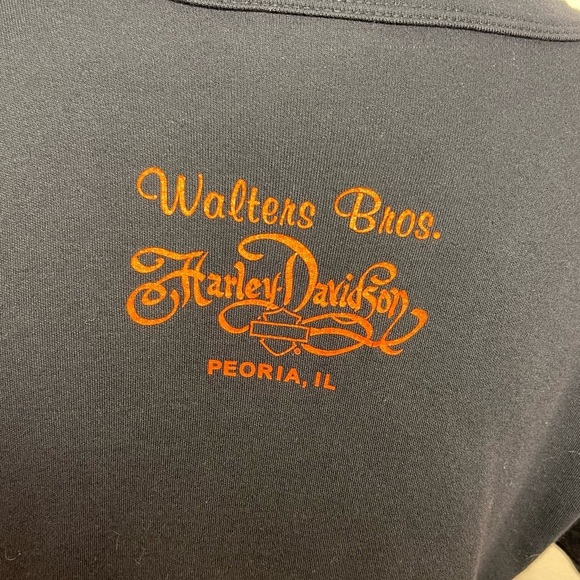 Walters Bros.
Harley-Davidson
PEORIA, IL